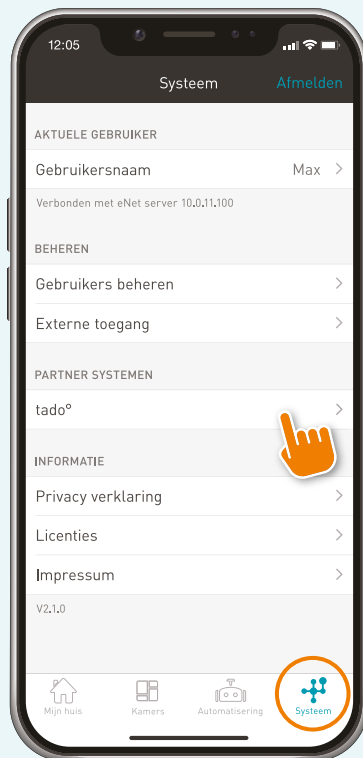 12:05
Systeem Afmelden
AKTUELE GEBRUIKER
Gebruikersnaam Max
Verbonden met eNet server 10.0.11.100
BEHEREN
Gebruikers beheren
Externe toegang
PARTNER SYSTEMEN
tado°
INFORMATIE
Privacy verklaring
Licenties
Impressum
V2.1.0
Mijn huis Kamers Automatisering Systeem